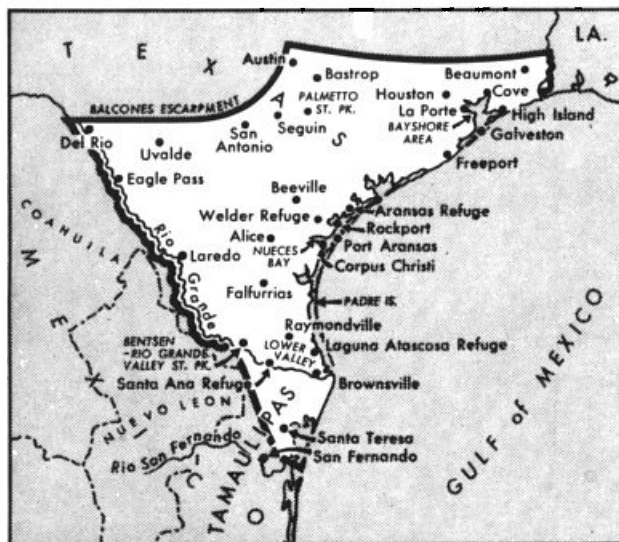 TEXAS
LA.
Austin
Bastrop
Beaumont
Houston
Cove
PALMETTO
ST. PK.
La Porte
High Island
BALCONES ESCARPMENT
BAYSHORE
AREA
Galveston
San
Antonio
Seguin
Del Rio
Uvalde
Freeport
Eagle Pass
Beeville
Welder Refuge
Aransas Refuge
Rockport
COAHUILA
Rio Grande
Alice
NUECES
BAY
Port Aransas
Laredo
Corpus Christi
Falfurrias
PADRE IS.
MEXICO
GULF of MEXICO
Raymondville
BENTSEN
-RIO GRANDE
VALLEY ST. PK.
LOWER
VALLEY
Laguna Atascosa Refuge
Santa Ana Refuge
Brownsville
NUEVO LEON
TAMAULIPAS
Santa Teresa
San Fernando
Rio San Fernando